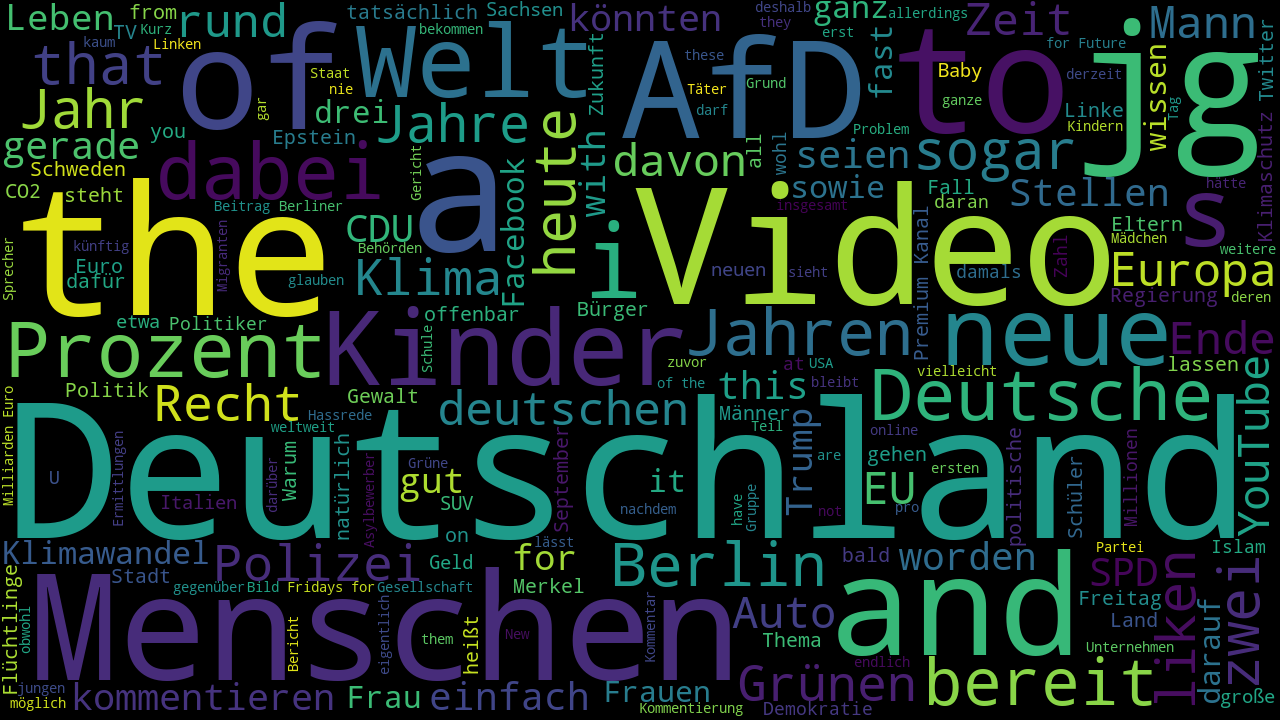 Leben
from
TV
Kurz
kaum
Linken
rund
tatsächlich
bekommen
Sachsen
könnten
deshalb
they
erst
ganz
allerdings
Zeit
for Future
Mann
Twitter
that
of
Welt
Staat
nie
these
AfD
Täter
darf
Grund
fast
Baby
ganze
to
derzeit
Linke
Kindern
Tag
jg
wissen
Jahr
gar
drei
Jahre
zukunft
Problem
gerade
you
Epstein
with
davon
all
wohl
seien
sogar
Klimaschutz
Schweden
dabei
Gericht
a
Facebook
heute
sowie
Fall
daran
Stellen
hatte
s
CO2
steht
the
Beitrag
Berliner
CDU
Behörden
i
Video
insgesamt
Premium Kanal
Eltern
Mädchen
weitere
Sprecher
künftig
Euro
dafür
Migranten
glauben
Klima
neuen
sieht
damals
Zahl
Europa
Regierung
deren
offenbar
Bürger
etwa
Politiker
Prozent
Kinder
Schule
Jahren
neue
Ende
zuvor
at
USA
of the
bleibt
vielleicht
lassen
Politik
Recht
Gewalt
this
Deutsche
YouTube
Milliarden Euro
Hassrede
weltweit
deutschen
Männer
Teil
Trump
online
Deutschland
U
Ermittlungen
Italien
darüber
Warum
natürlich
Asylbewerber
Grüne
gut
SUV
September
nachdem
it
have
Gruppe
are
not
gehen
EU
pro
ersten
politische
schüler
Millionen
on
lässt
Klimawandel
Stadt
Polizei
Geld
for
Merkel
Berlin
bald
worden
Partei
SPD
Islam
Flüchtlinge
obwohl
gegenüber
Bild
Fridays for
Gesellschaft
Menschen
Auto
Thema
and
Freitag
Land
Unternehmen
liken
darauf
zwei
Bericht
eigentlich
them
heißt
New
Kommentar
endlich
jungen
möglich
kommentieren
Frau
einfach
Frauen
Kommentierung
Grünen
Demokratie
bereit
große